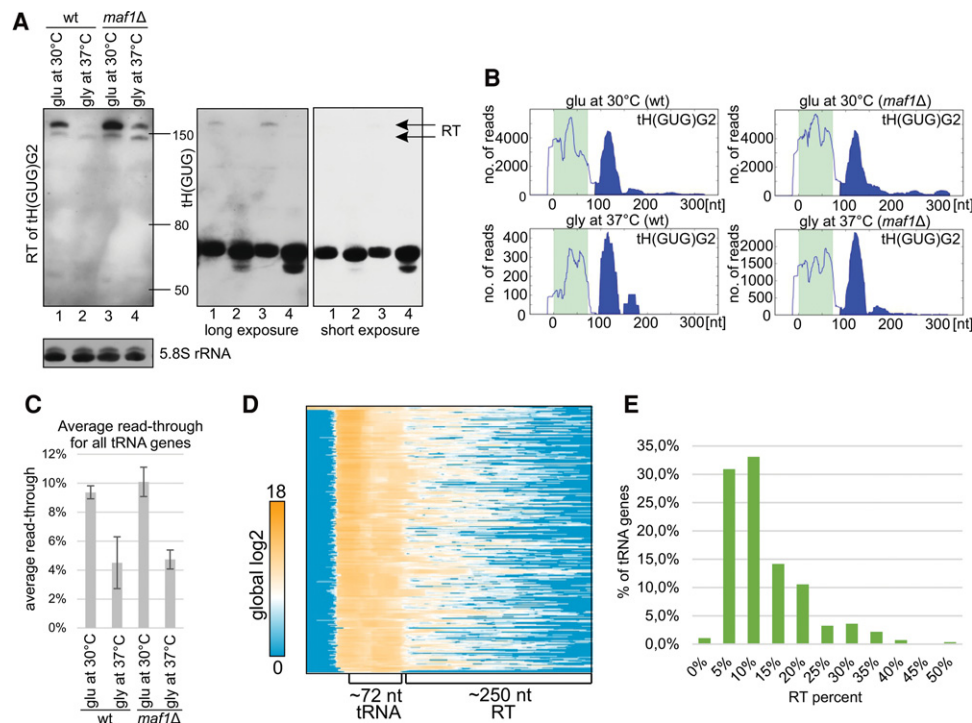 A
wt
maf1Δ
glu at 30°C
gly at 37°C
glu at 30°C
gly at 37°C
RT of tH(GUG)G2
150
80
50
1 2 3 4
5.8S rRNA
tH(GUG)
RT
1 2 3 4
long exposure
1 2 3 4
short exposure
B
glu at 30°C (wt)
tH(GUG)G2
no. of reads
4000
2000
0
0 100 200 300[nt]
glu at 30°C (maf1Δ)
tH(GUG)G2
no. of reads
4000
2000
0
0 100 200 300[nt]
gly at 37°C (wt)
tH(GUG)G2
no. of reads
400
300
200
100
0
0 100 200 300[nt]
gly at 37°C (maf1Δ)
tH(GUG)G2
no. of reads
2000
1500
1000
500
0
0 100 200 300[nt]
C
Average read-through
for all tRNA genes
average read-through
12%
10%
8%
6%
4%
2%
0%
glu at 30°C
gly at 37°C
glu at 30°C
gly at 37°C
wt
maf1Δ
D
18
global log2
0
~72 nt
tRNA
~250 nt
RT
E
% of tRNA genes
35,0%
30,0%
25,0%
20,0%
15,0%
10,0%
5,0%
0,0%
0% 5% 10% 15% 20% 25% 30% 35% 40% 45% 50%
RT percent